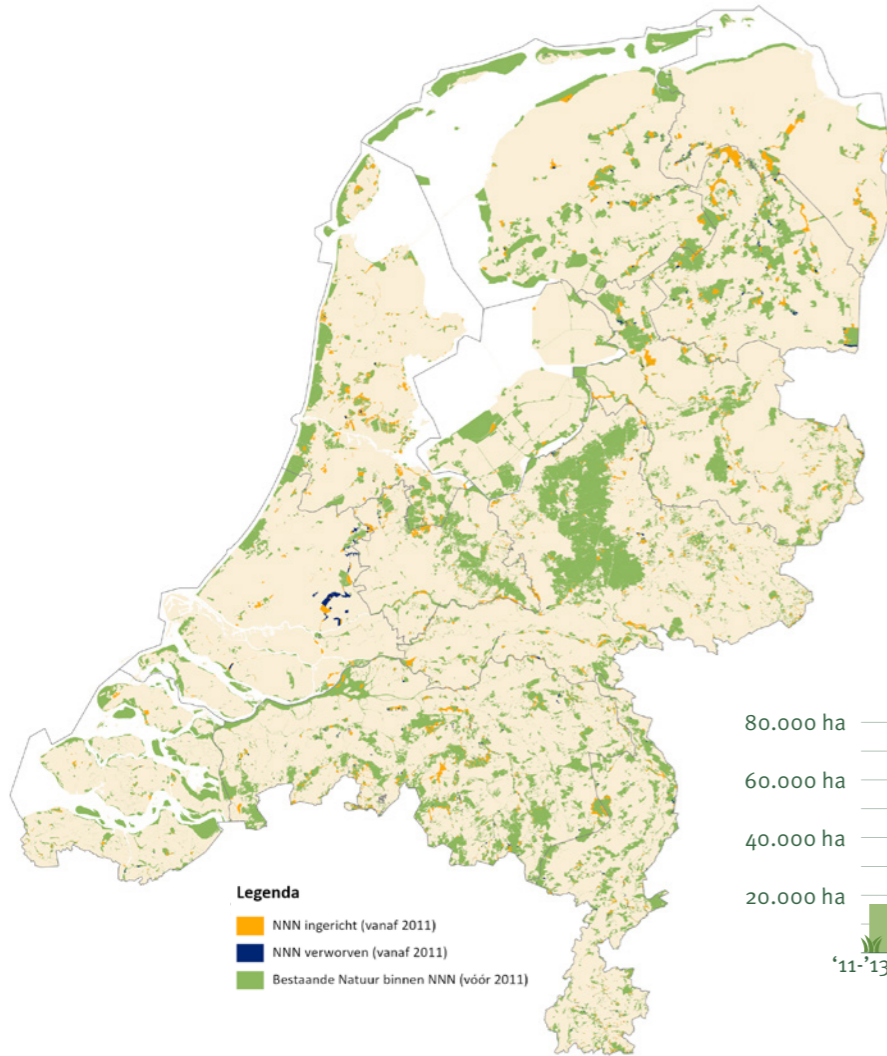 80.000 ha
60.000 ha
40.000 ha
20.000 ha
‘11-’13
Legenda
NNN ingericht (vanaf 2011)
NNN verworven (vanaf 2011)
Bestaande Natuur binnen NNN (vóór 2011)